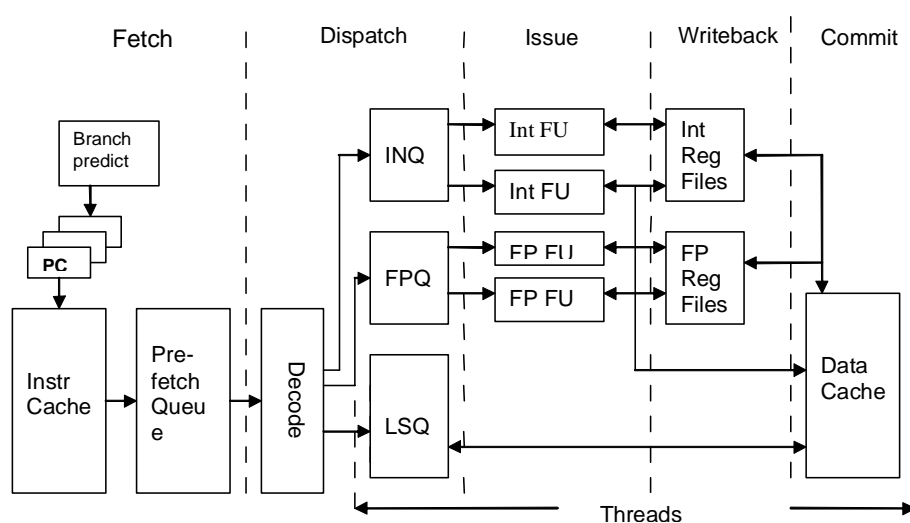 Fetch
Dispatch
Issue
Writeback
Commit
Branch
predict
PC
Instr
Cache
Pre-
fetch
Queu
e
Decode
INQ
FPQ
LSQ
Int FU
Int FU
FP FU
FP FU
Int
Reg
Files
FP
Reg
Files
Data
Cache
Threads